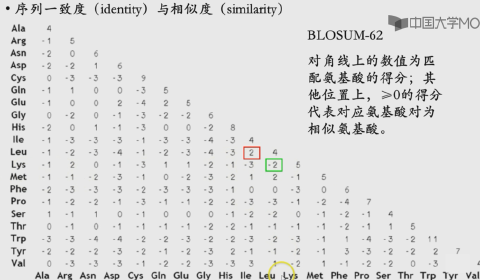 • 序列一致度（identity）与相似度（similarity）
中国大学MO
BLOSUM-62
对角线上的数值为匹
配氨基酸的得分；其
他位置上，≥0的得分
代表对应氨基酸对为
相似氨基酸。
Ala 4
Arg -1 5
Asn -2 0 6
Asp -2 -2 1 6
Cys 0 -3 -3 -3 9
Gln -1 1 0 0 -3 5
Glu -1 0 0 2 -4 2 5
Gly 0 -2 0 -1 -3 -2 -2 6
His -2 0 1 -1 -3 0 0 -2 8
Ile -1 -3 -3 -3 -1 -3 -3 -4 -3 4
Leu -1 -2 -3 -4 -1 -2 -3 -4 -3 2 4
Lys -1 2 0 -1 -3 1 1 -2 -1 -3 -2 5
Met -1 -1 -2 -3 -1 0 -2 -3 -2 1 2 -1 5
Phe -2 -3 -3 -3 -2 -3 -3 -3 -1 0 0 -3 0 6
Pro -1 -2 -2 -1 -3 -1 -1 -2 -2 -3 -3 -1 -2 -4 7
Ser 1 -1 1 0 -1 0 0 0 -1 -2 -2 0 -1 -2 -1 4
Thr 0 -1 0 -1 -1 -1 -1 -2 -2 -1 -1 -1 -1 -2 -1 1 5
Trp -3 -3 -4 -4 -2 -2 -3 -2 -2 -3 -2 -3 -1 1 -4 -3 -2 11
Tyr -2 -2 -2 -3 -2 -1 -2 -3 2 -1 -1 -2 -1 3 -3 -2 -2 2 7
Val 0 -3 -3 -3 -1 -2 -2 -3 -3 3 1 -2 1 -1 -2 -2 0 -3 -1 4
Ala Arg Asn Asp Cys Gln Glu Gly His Ile Leu Lys Met Phe Pro Ser Thr Trp Tyr Val